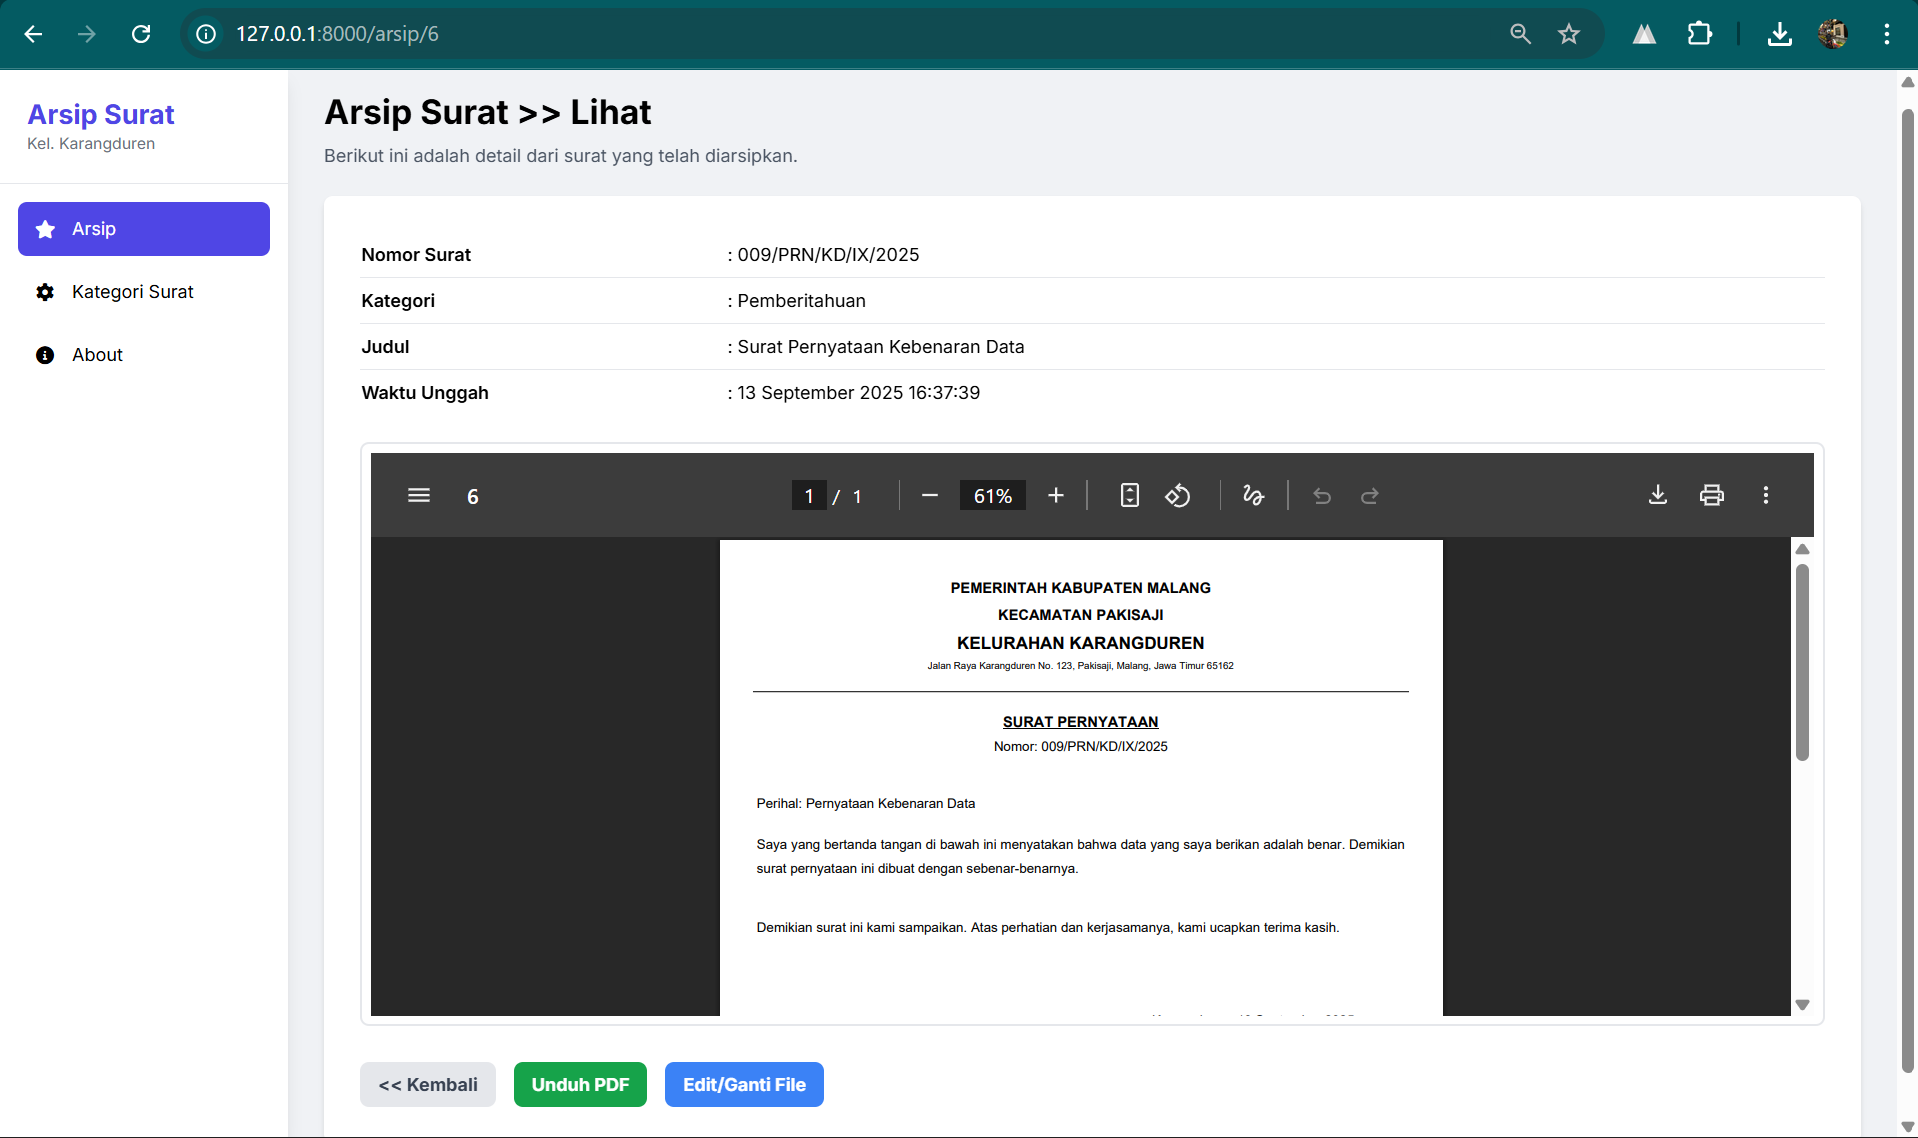 127.0.0.1:8000/arsip/6
Arsip Surat
Kel. Karangduren
Arsip
Kategori Surat
About
Arsip Surat >> Lihat
Berikut ini adalah detail dari surat yang telah diarsipkan.
Nomor Surat : 009/PRN/KD/IX/2025
Kategori : Pemberitahuan
Judul : Surat Pernyataan Kebenaran Data
Waktu Unggah : 13 September 2025 16:37:39
6 1 / 1 61%
PEMERINTAH KABUPATEN MALANG
KECAMATAN PAKISAJI
KELURAHAN KARANGDUREN
Jalan Raya Karangduren No. 123, Pakisaji, Malang, Jawa Timur 65162
SURAT PERNYATAAN
Nomor: 009/PRN/KD/IX/2025
Perihal: Pernyataan Kebenaran Data
Saya yang bertanda tangan di bawah ini menyatakan bahwa data yang saya berikan adalah benar. Demikian
surat pernyataan ini dibuat dengan sebenar-benarnya.
Demikian surat ini kami sampaikan. Atas perhatian dan kerjasamanya, kami ucapkan terima kasih.
<< Kembali
Unduh PDF
Edit/Ganti File